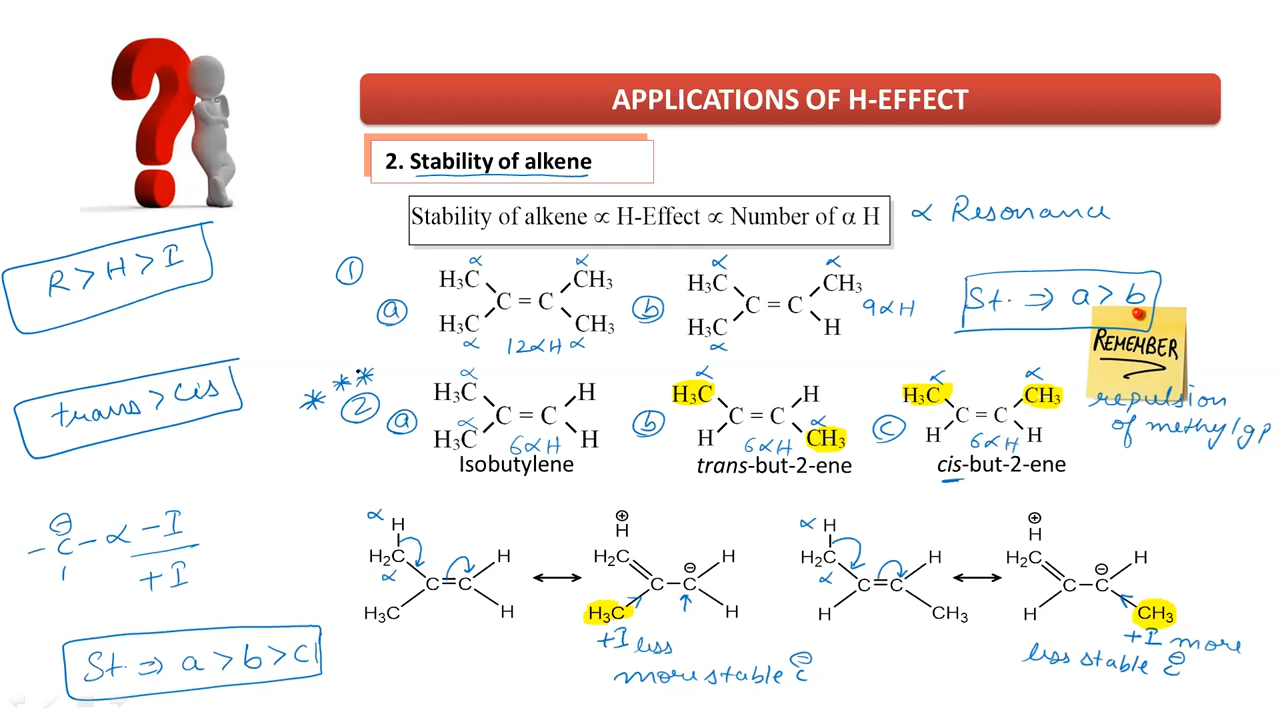 APPLICATIONS OF H-EFFECT
2. Stability of alkene
Stability of alkene ∝ H-Effect ∝ Number of α H
∝ Resonance
R > H > I
①
ⓐ
α α
H₃C CH₃
C = C
H₃C CH₃
α 12αH α
ⓑ
α α
H₃C CH₃
C = C 9αH
H₃C H
α
St. ⇒ a > b
REMEMBER
trans > cis
***
②
ⓐ
α
H₃C H
C = C
α
H₃C 6αH H
Isobutylene
ⓑ
α
H₃C H
C = C
α
H 6αH CH₃
trans-but-2-ene
ⓒ
α α
H₃C CH₃
C = C
H 6αH H
cis-but-2-ene
repulsion
of methyl gp
⊖
- C - ∝ -I
+I
α H
H₂C H
α
C = C
H₃C H
↔
⊕
H
H₂C ⊖ H
C - C
H₃C H
+I less
more stable C⊖
α H
H₂C H
α
C = C
H CH₃
↔
⊕
H
H₂C ⊖ H
C - C
H CH₃
+I more
less stable C⊖
St. ⇒ a > b > c